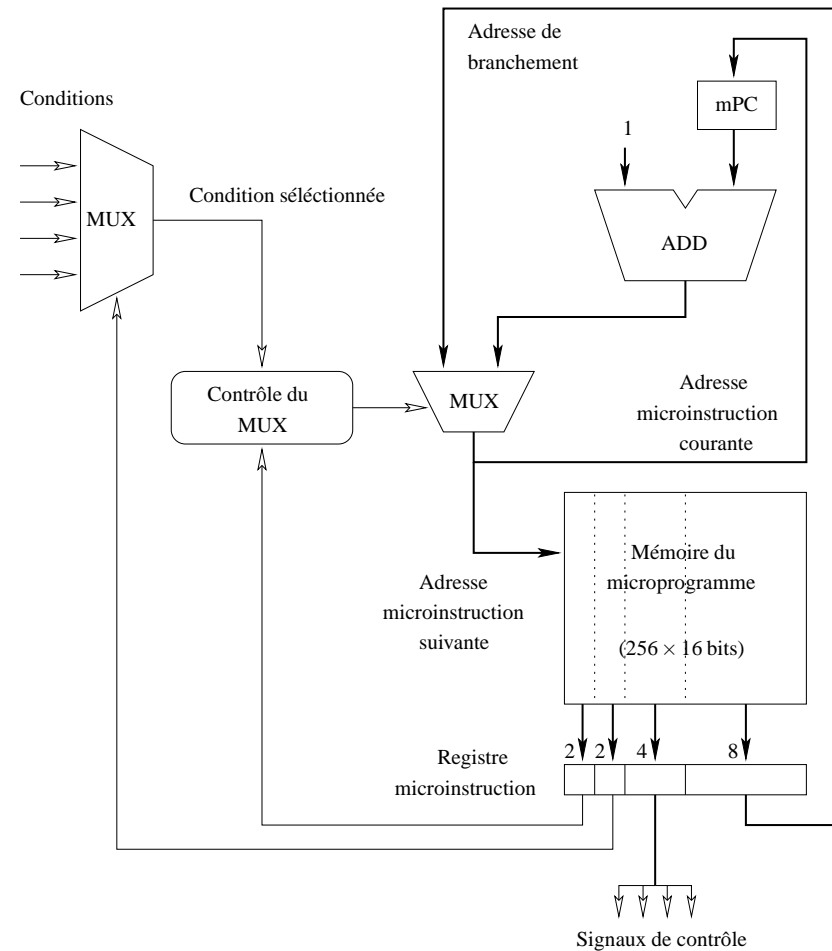 Adresse de
branchement
mPC
Conditions
1
MUX
Condition séléctionnée
ADD
Contrôle du
MUX
MUX
Adresse
microinstruction
courante
Mémoire du
microprogramme
(256 × 16 bits)
Adresse
microinstruction
suivante
2 2 4 8
Registre
microinstruction
Signaux de contrôle